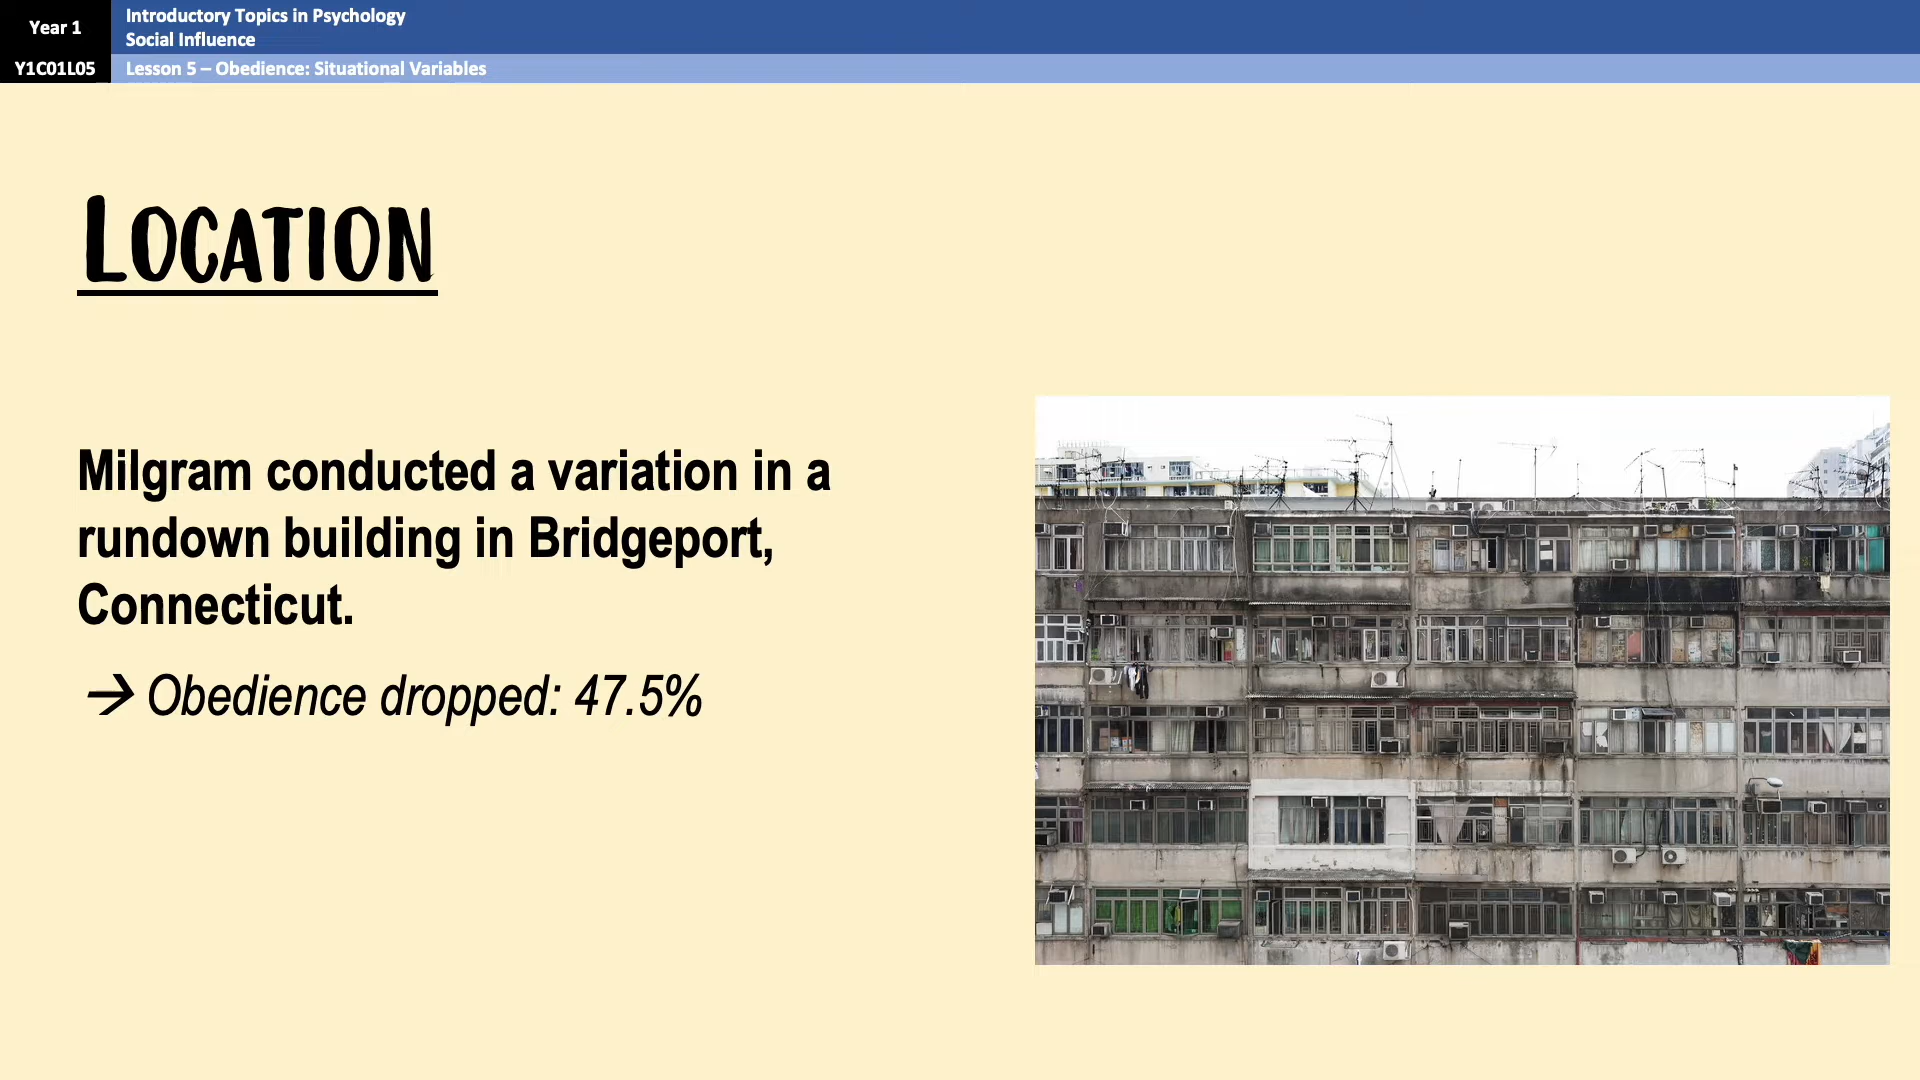 Year 1
Introductory Topics in Psychology
Social Influence
Y1C01L05
Lesson 5 – Obedience: Situational Variables
LOCATION
Milgram conducted a variation in a
rundown building in Bridgeport,
Connecticut.
→ Obedience dropped: 47.5%